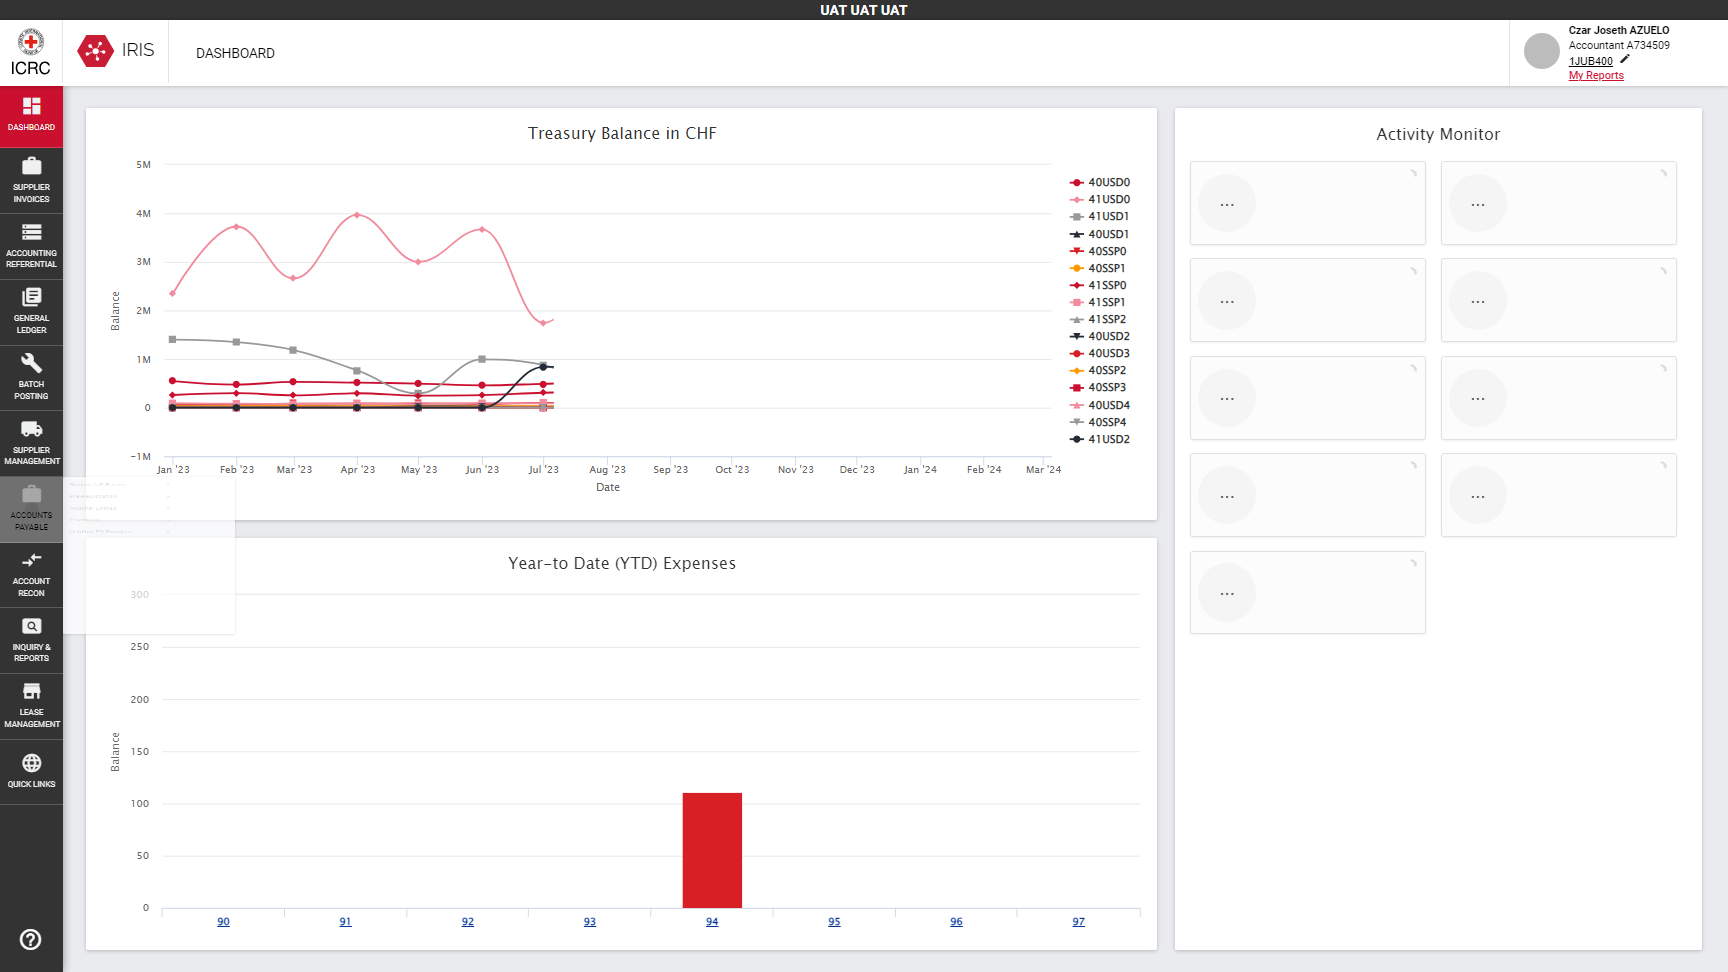 UAT UAT UAT
ICRC
IRIS
DASHBOARD
Czar Joseth AZUELO
Accountant A734509
1JUB400
My Reports
DASHBOARD
SUPPLIER
INVOICES
ACCOUNTING
REFERENTIAL
GENERAL
LEDGER
BATCH
POSTING
SUPPLIER
MANAGEMENT
ACCOUNTS
PAYABLE
ACCOUNT
RECON
INQUIRY &
REPORTS
LEASE
MANAGEMENT
QUICK LINKS
Treasury Balance in CHF
5M
4M
3M
2M
1M
0
−1M
Balance
Jan '23 Feb '23 Mar '23 Apr '23 May '23 Jun '23 Jul '23 Aug '23 Sep '23 Oct '23 Nov '23 Dec '23 Jan '24 Feb '24 Mar '24
Date
40USD0
41USD0
41USD1
40USD1
40SSP0
40SSP1
41SSP0
41SSP1
41SSP2
40USD2
40USD3
40SSP2
40SSP3
40USD4
40SSP4
41USD2
Year-to Date (YTD) Expenses
300
250
200
150
100
50
0
Balance
90 91 92 93 94 95 96 97
Activity Monitor
... ...
... ...
... ...
... ...
...